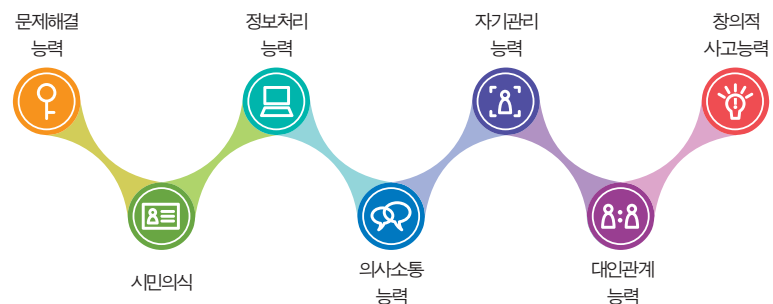 문제해결
능력
시민의식
정보처리
능력
의사소통
능력
자기관리
능력
대인관계
능력
창의적
사고능력